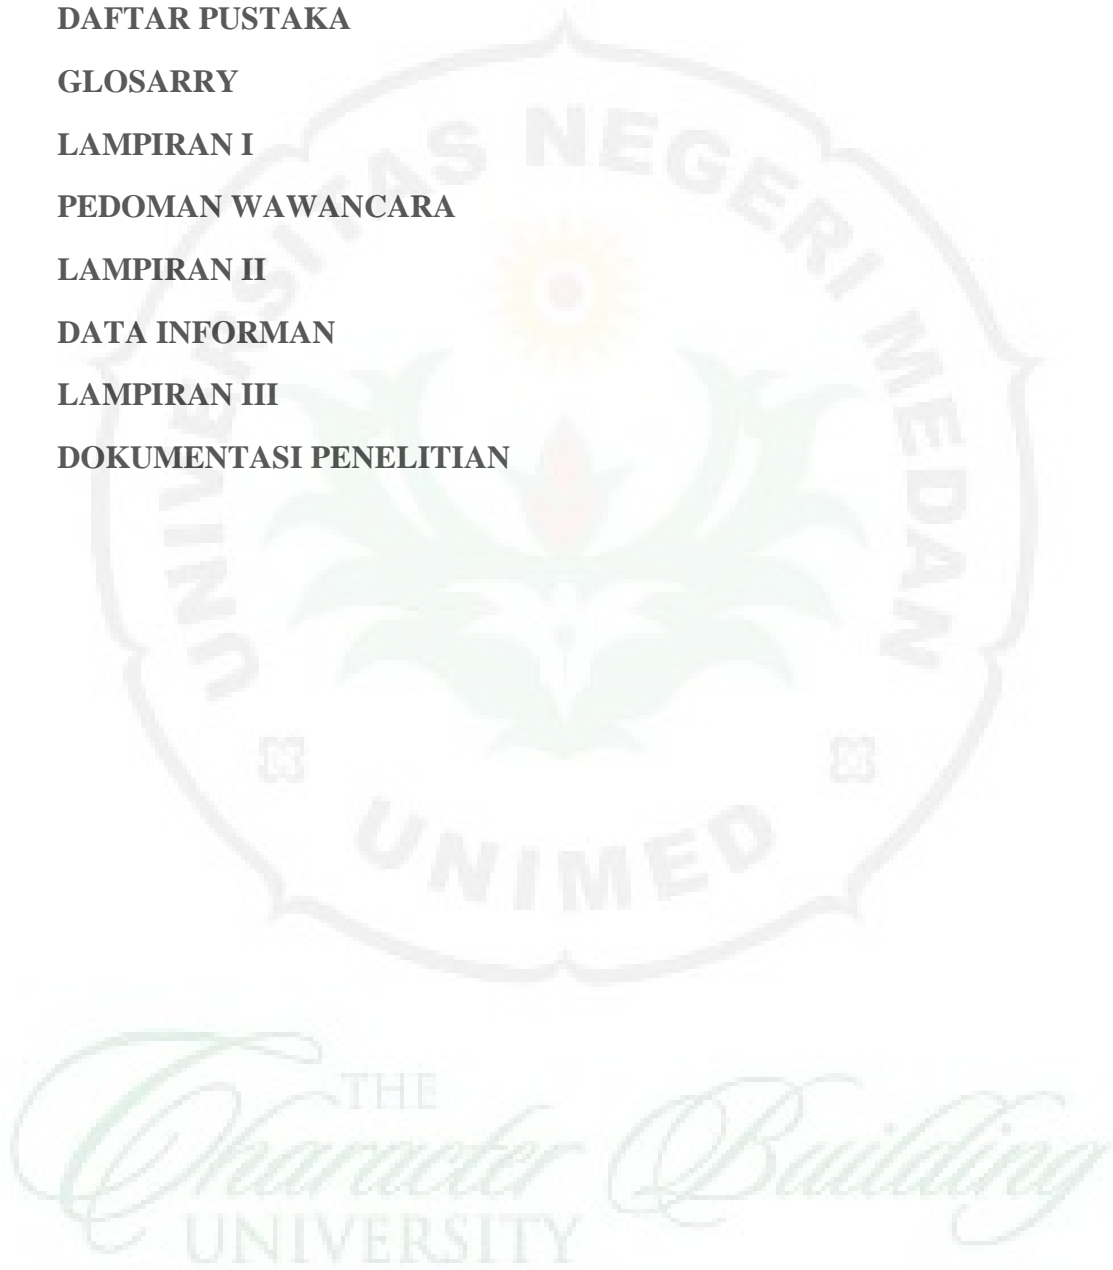 DAFTAR PUSTAKA
GLOSARRY
LAMPIRAN I
PEDOMAN WAWANCARA
LAMPIRAN II
DATA INFORMAN
LAMPIRAN III
DOKUMENTASI PENELITIAN
UNIVERSITAS NEGERI MEDAN
UNIMED
THE
Character Building
UNIVERSITY